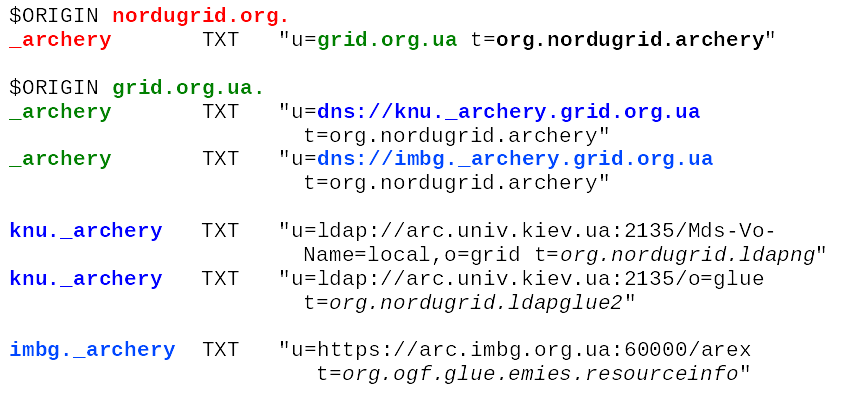 $ORIGIN nordugrid.org.
_archery TXT "u=grid.org.ua t=org.nordugrid.archery"
$ORIGIN grid.org.ua.
_archery TXT "u=dns://knu._archery.grid.org.ua
t=org.nordugrid.archery"
_archery TXT "u=dns://imbg._archery.grid.org.ua
t=org.nordugrid.archery"
knu._archery TXT "u=ldap://arc.univ.kiev.ua:2135/Mds-Vo-
Name=local,o=grid t=org.nordugrid.ldapng"
knu._archery TXT "u=ldap://arc.univ.kiev.ua:2135/o=glue
t=org.nordugrid.ldapglue2"
imbg._archery TXT "u=https://arc.imbg.org.ua:60000/arex
t=org.ogf.glue.emies.resourceinfo"